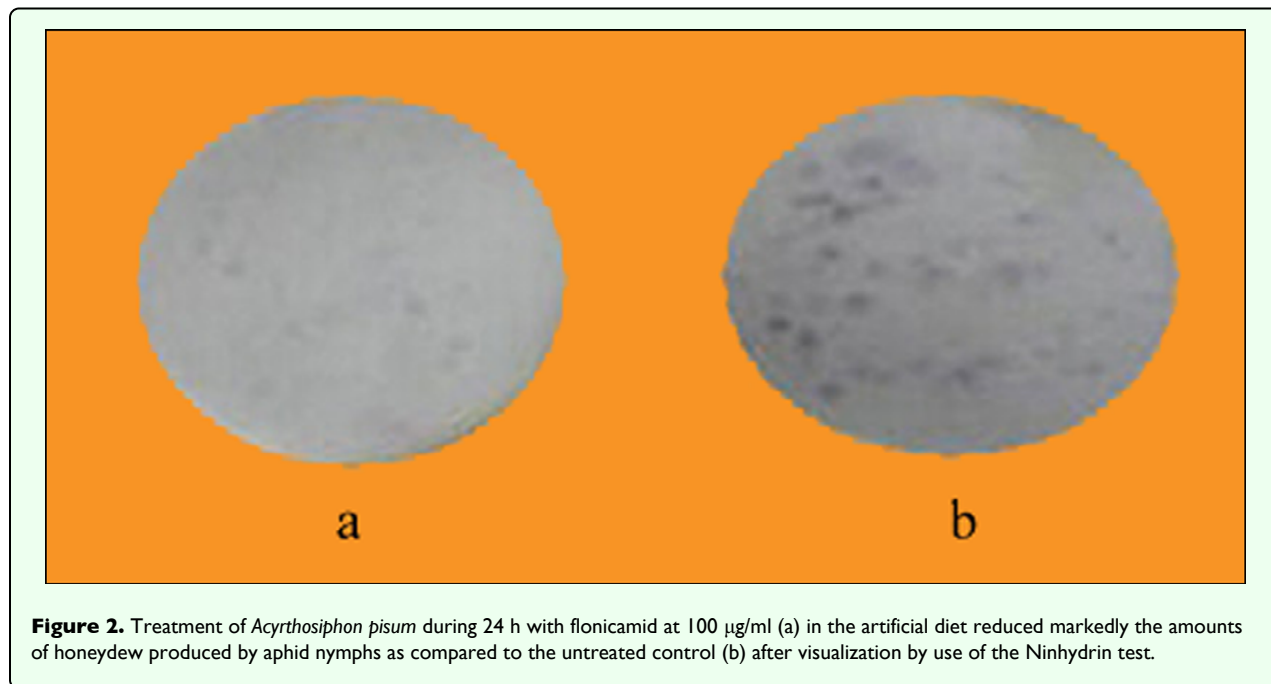 a
b
Figure 2. Treatment of Acyrthosiphon pisum during 24 h with flonicamid at 100 μg/ml (a) in the artificial diet reduced markedly the amounts
of honeydew produced by aphid nymphs as compared to the untreated control (b) after visualization by use of the Ninhydrin test.